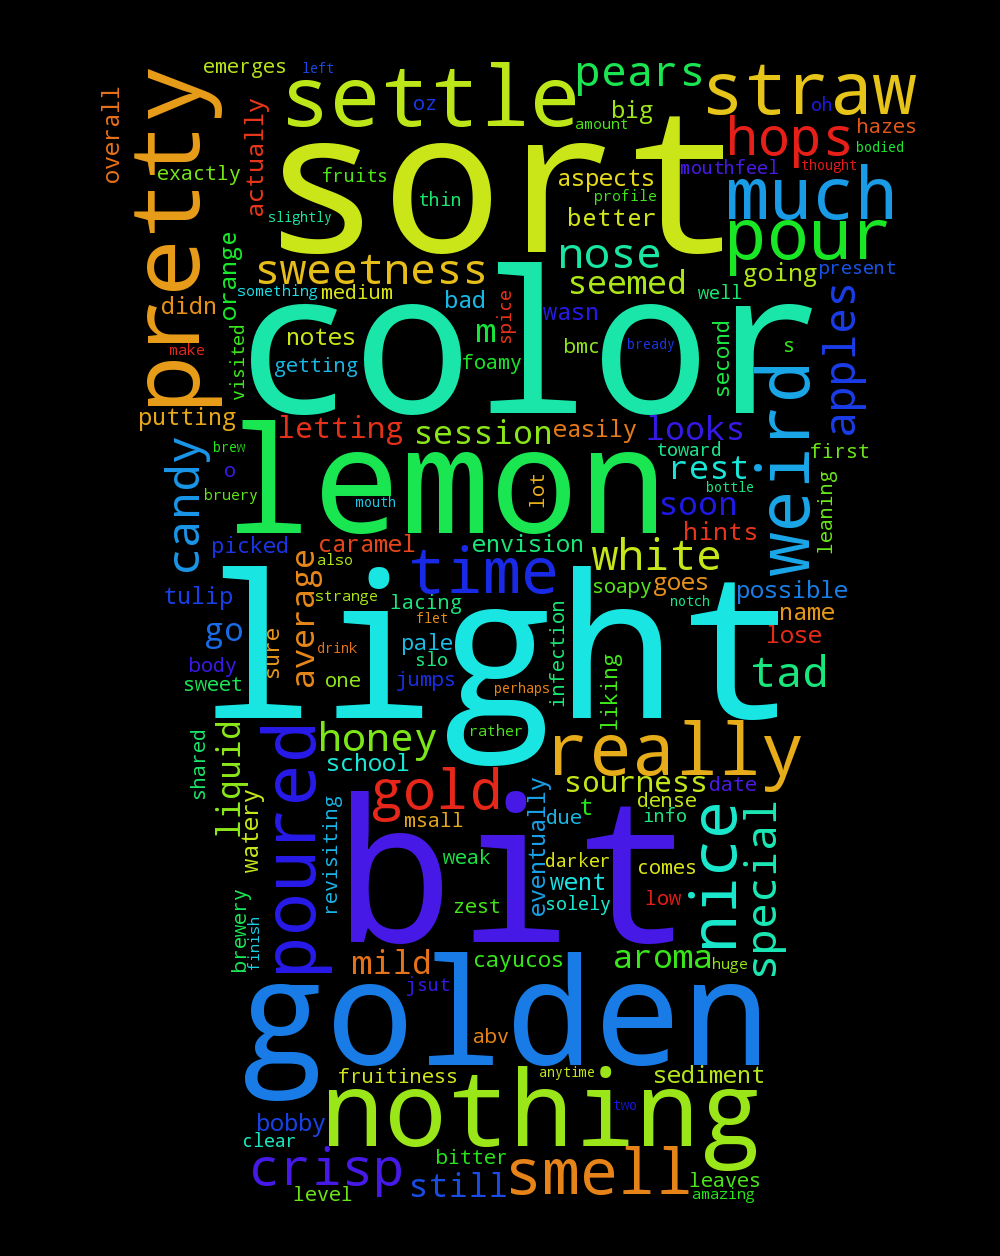 emerges
left
settle
pears
straw
overall
pretty
actually
oz
big
amount
oh
hops
hazes
bodied
sort
mouthfeel
thought
exactly
fruits
thin
aspects
profile
much
slightly
better
pour
orange
sweetness
nose
seemed
going
present
something
medium
bad
spice
wasn
well
didn
visited
notes
m
color
bmc
bready
second
s
apples
make
getting
foamy
weird
putting
letting
session
easily
looks
brew
lemon
toward
first
candy
o
rest
leaning
bruery
mouth
lot
bottle
soon
hints
picked
caramel
envision
white
average
also
time
soapy
goes
possible
tulip
strange
lacing
notch
name
light
flet
infection
go
sure
drink
pale
slo
lose
body
sweet
one
jumps
perhaps
liking
tad
shared
liquid
poured
honey
rather
really
school
gold
sourness
date
watery
revisiting
msall
eventually
due
t
dense
info
nice
special
bit
weak
darker
comes
went
brewery
finish
zest
solely
low
mild
cayucos
aroma
huge
jsut
golden
abv
fruitiness
anytime
sediment
nothing
two
bobby
clear
crisp
bitter
smell
level
still
leaves
amazing